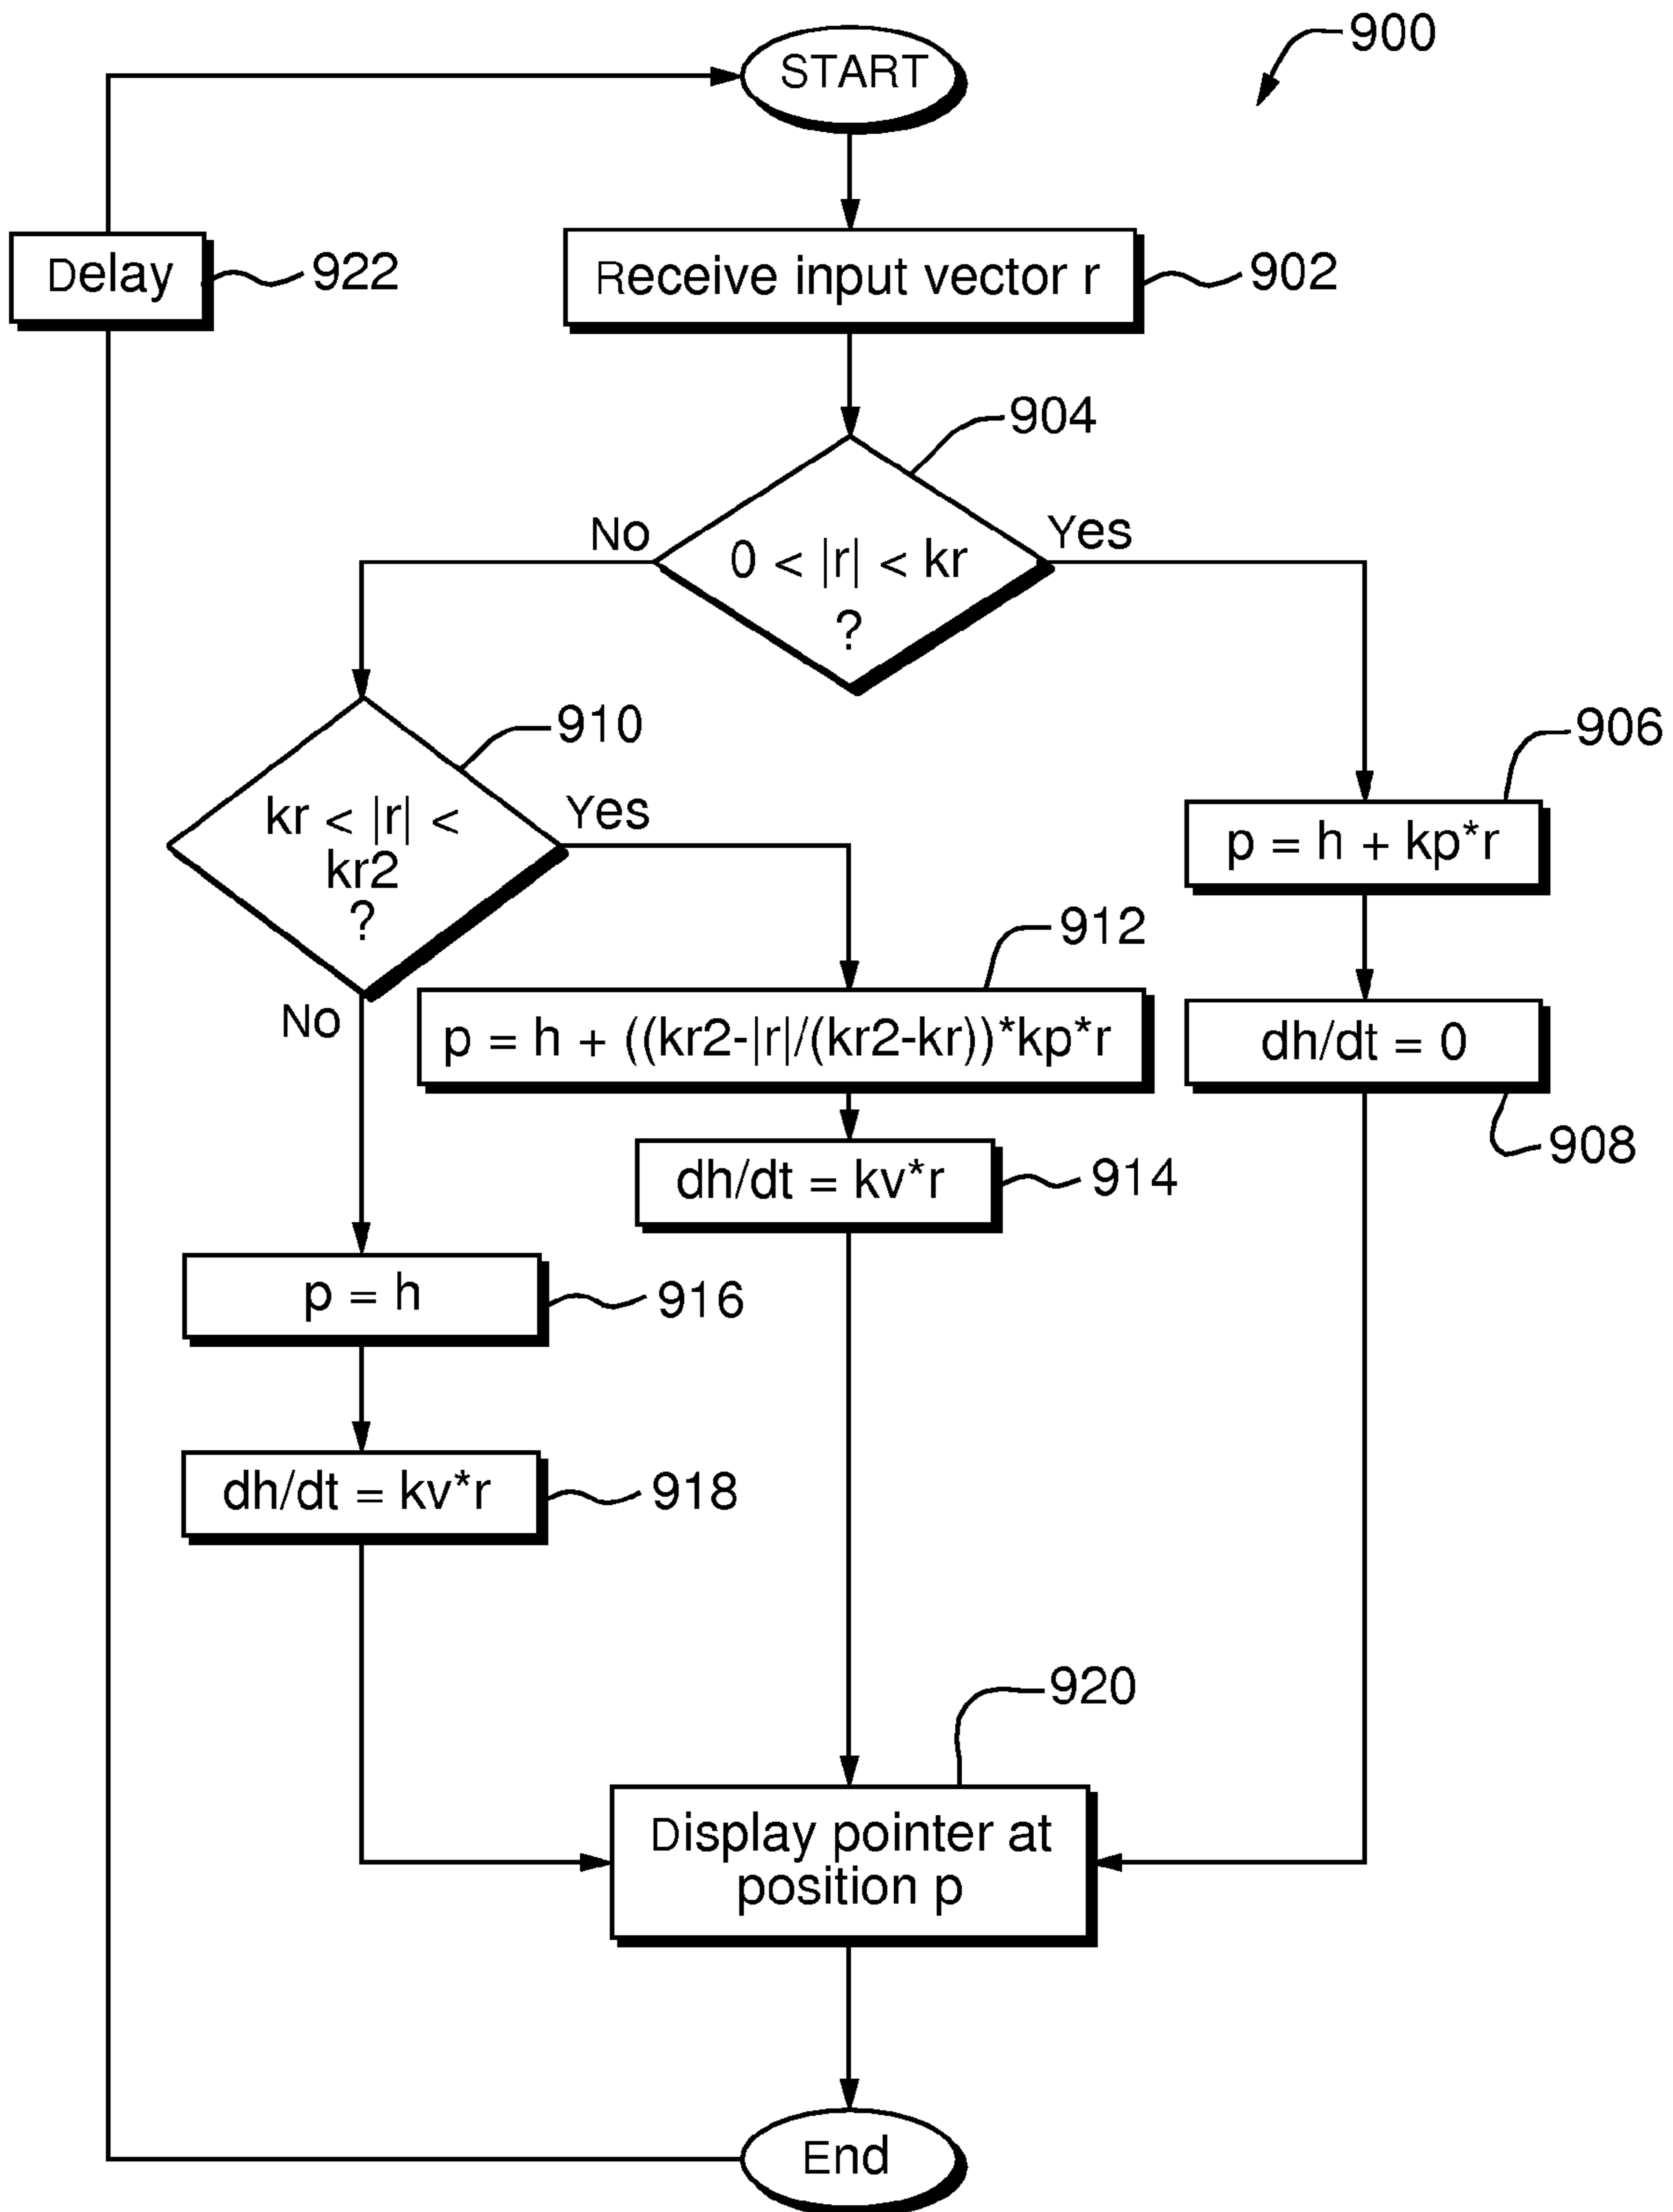 900
START
Delay
922
Receive input vector r
902
904
No
Yes
0 < |r| < kr
?
910
kr < |r| <
kr2
?
Yes
No
906
p = h + kp*r
912
p = h + ((kr2-|r|/(kr2-kr))*kp*r
dh/dt = 0
908
dh/dt = kv*r
914
p = h
916
dh/dt = kv*r
918
920
Display pointer at
position p
End